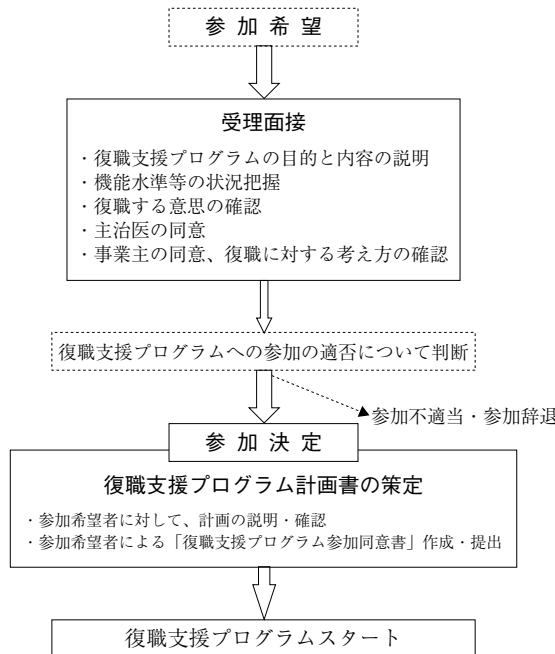 参加希望
受理面接
・復職支援プログラムの目的と内容の説明
・機能水準等の状況把握
・復職する意思の確認
・主治医の同意
・事業主の同意、復職に対する考え方の確認
復職支援プログラムへの参加の適否について判断
参加不適当・参加辞退
参加決定
復職支援プログラム計画書の策定
・参加希望者に対して、計画の説明・確認
・参加希望者による「復職支援プログラム参加同意書」作成・提出
復職支援プログラムスタート